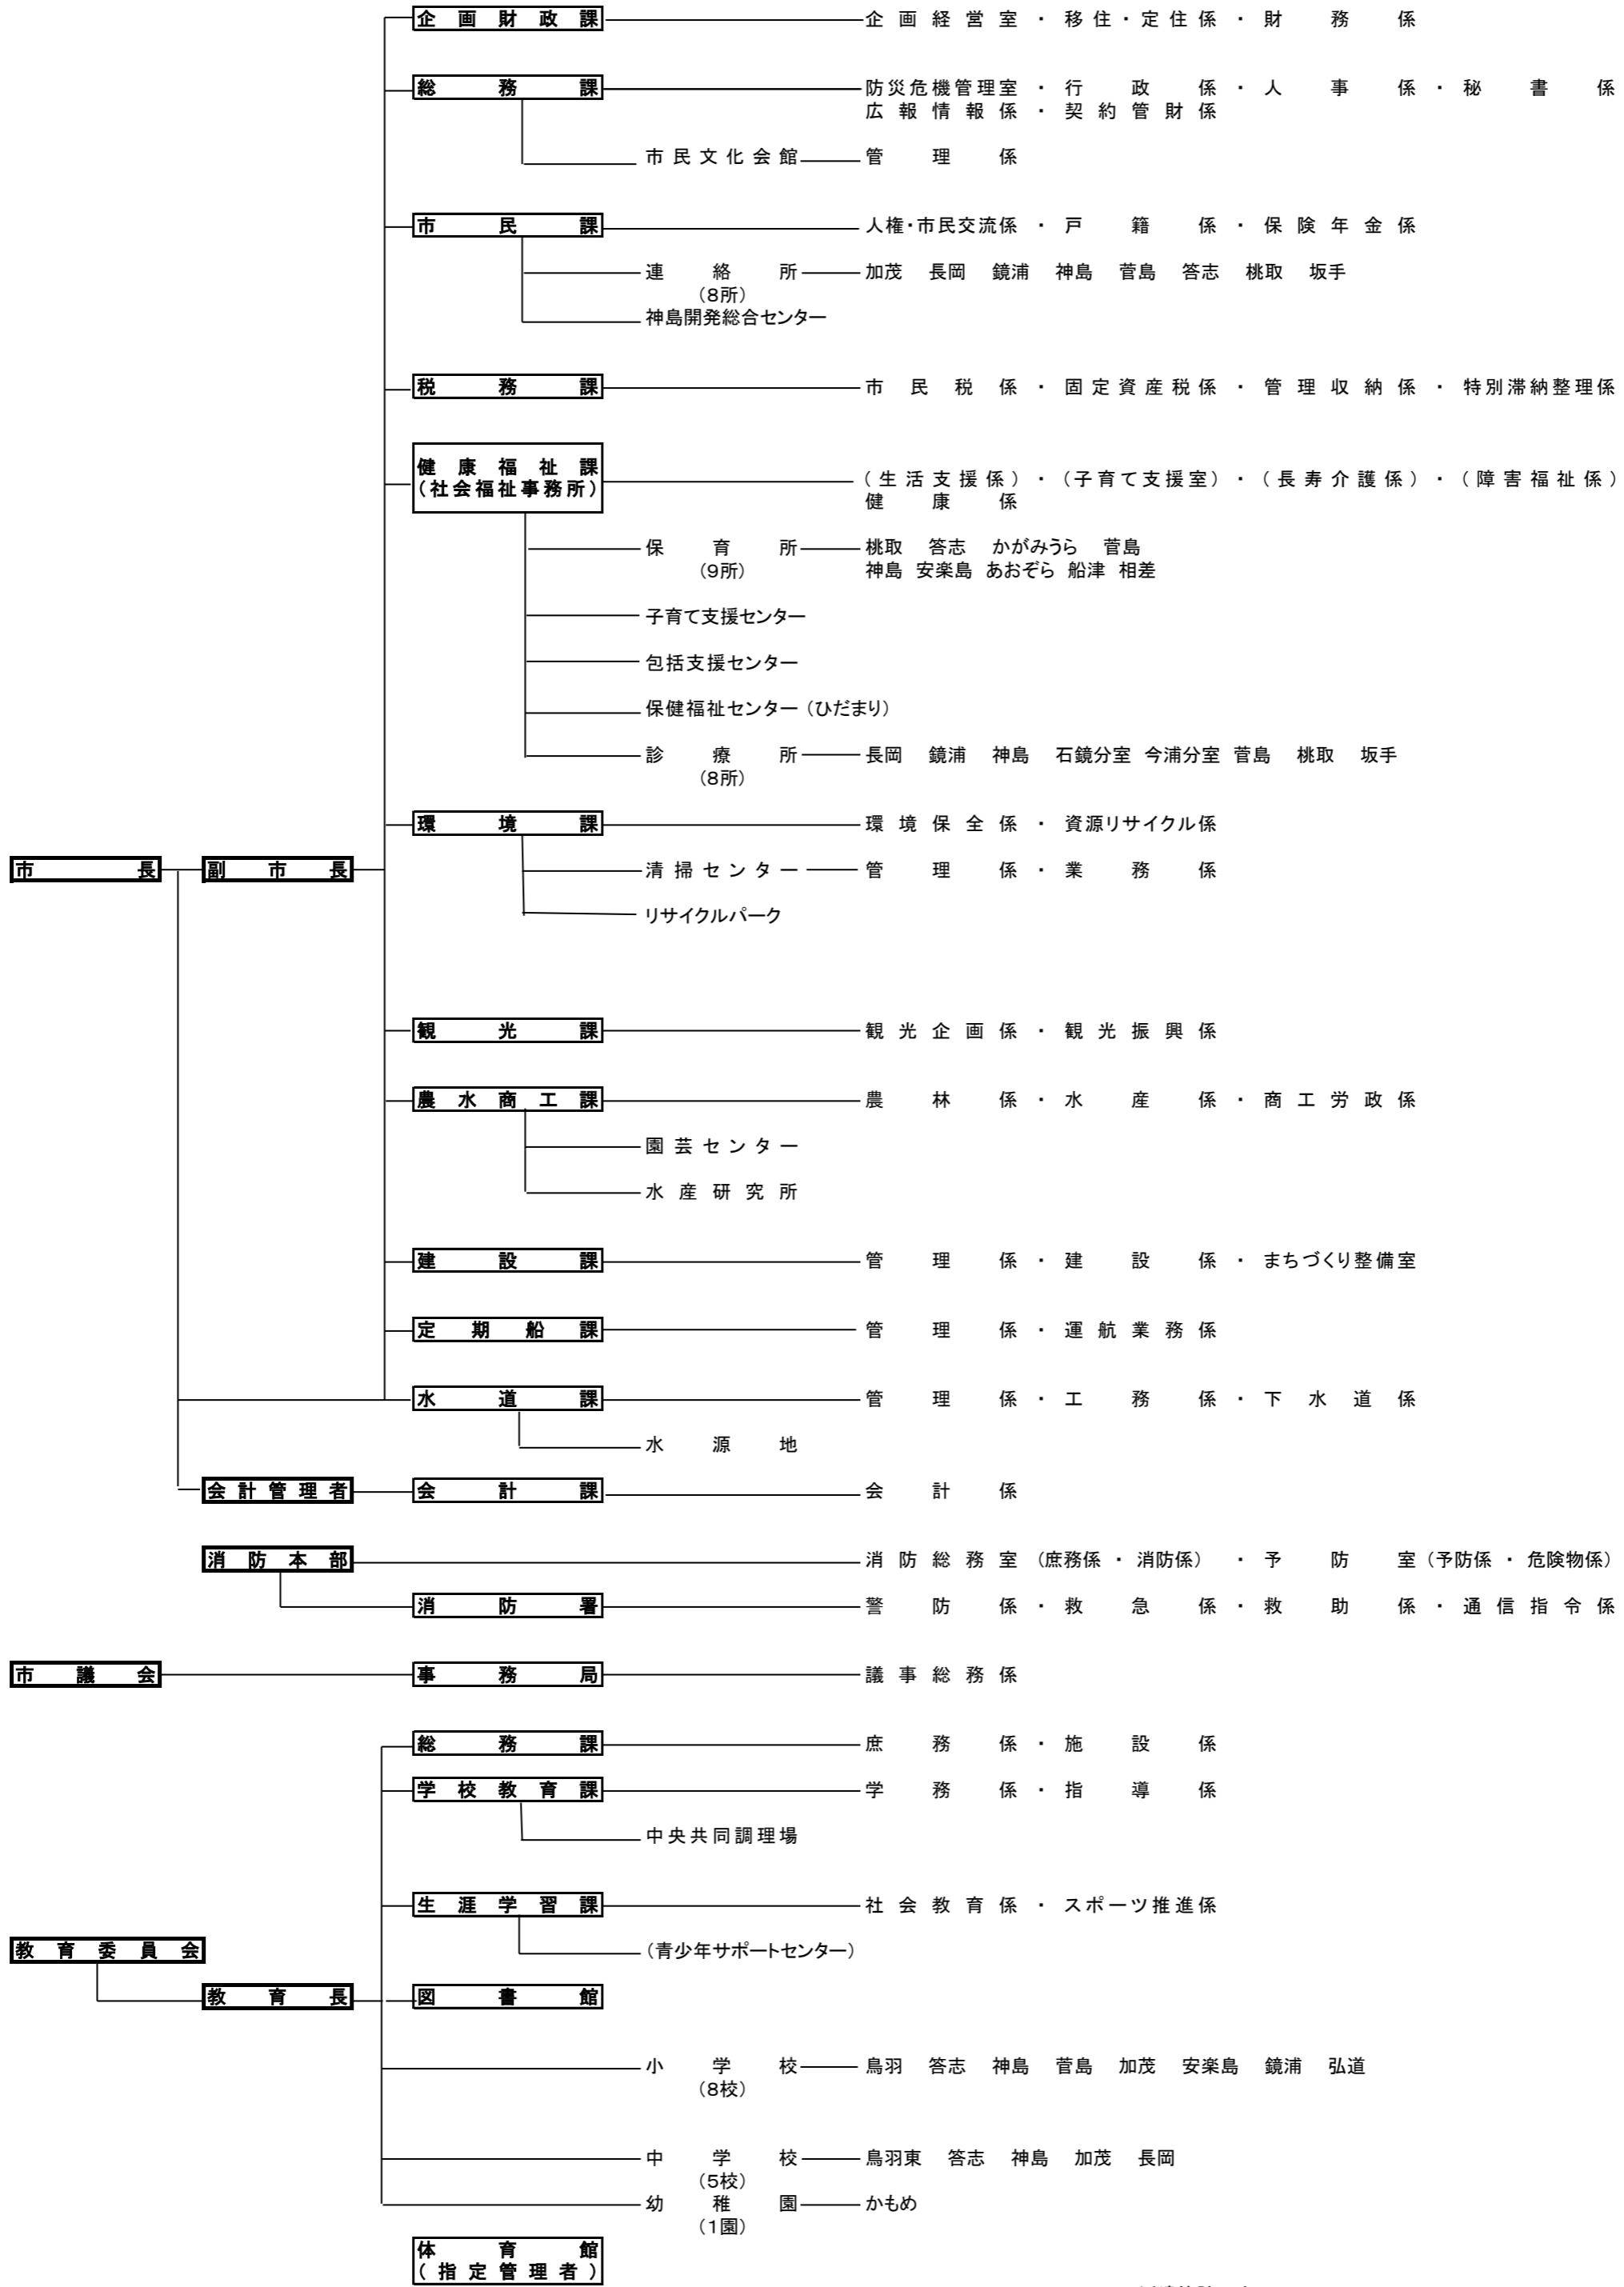 企画財政課 企画経営室・移住・定住係・財務係
総務課 防災危機管理室・行政係・人事係・秘書係
広報情報係・契約管財係
市民文化会館 管理係
市民課 人権・市民交流係・戸籍係・保険年金係
連絡所 加茂 長岡 鏡浦 神島 菅島 答志 桃取 坂手
(8所)
神島開発総合センター
税務課 市民税係・固定資産税係・管理収納係・特別滞納整理係
健康福祉課
(社会福祉事務所) (生活支援係)・(子育て支援室)・(長寿介護係)・(障害福祉係)
健康係
保育所 桃取 答志 かがみうら 菅島
(9所) 神島 安楽島 あおぞら 船津 相差
子育て支援センター
包括支援センター
保健福祉センター(ひだまり)
診療所 長岡 鏡浦 神島 石鏡分室 今浦分室 菅島 桃取 坂手
(8所)
環境課 環境保全係・資源リサイクル係
市長 副市長 清掃センター 管理係・業務係
リサイクルパーク
観光課 観光企画係・観光振興係
農水商工課 農林係・水産係・商工労政係
園芸センター
水産研究所
建設課 管理係・建設係・まちづくり整備室
定期船課 管理係・運航業務係
水道課 管理係・工務係・下水道係
水源地
会計管理者 会計課 会計係
消防本部 消防総務室(庶務係・消防係)・予防室(予防係・危険物係)
消防署 警防係・救急係・救助係・通信指令係
市議会 事務局 議事総務係
総務課 庶務係・施設係
学校教育課 学務係・指導係
中央共同調理場
生涯学習課 社会教育係・スポーツ推進係
教育委員会 (青少年サポートセンター)
教育長 図書館
小学校 鳥羽 答志 神島 菅島 加茂 安楽島 鏡浦 弘道
(8校)
中学校 鳥羽東 答志 神島 加茂 長岡
(5校)
幼稚園 かもめ
(1園)
体育館
(指定管理者)